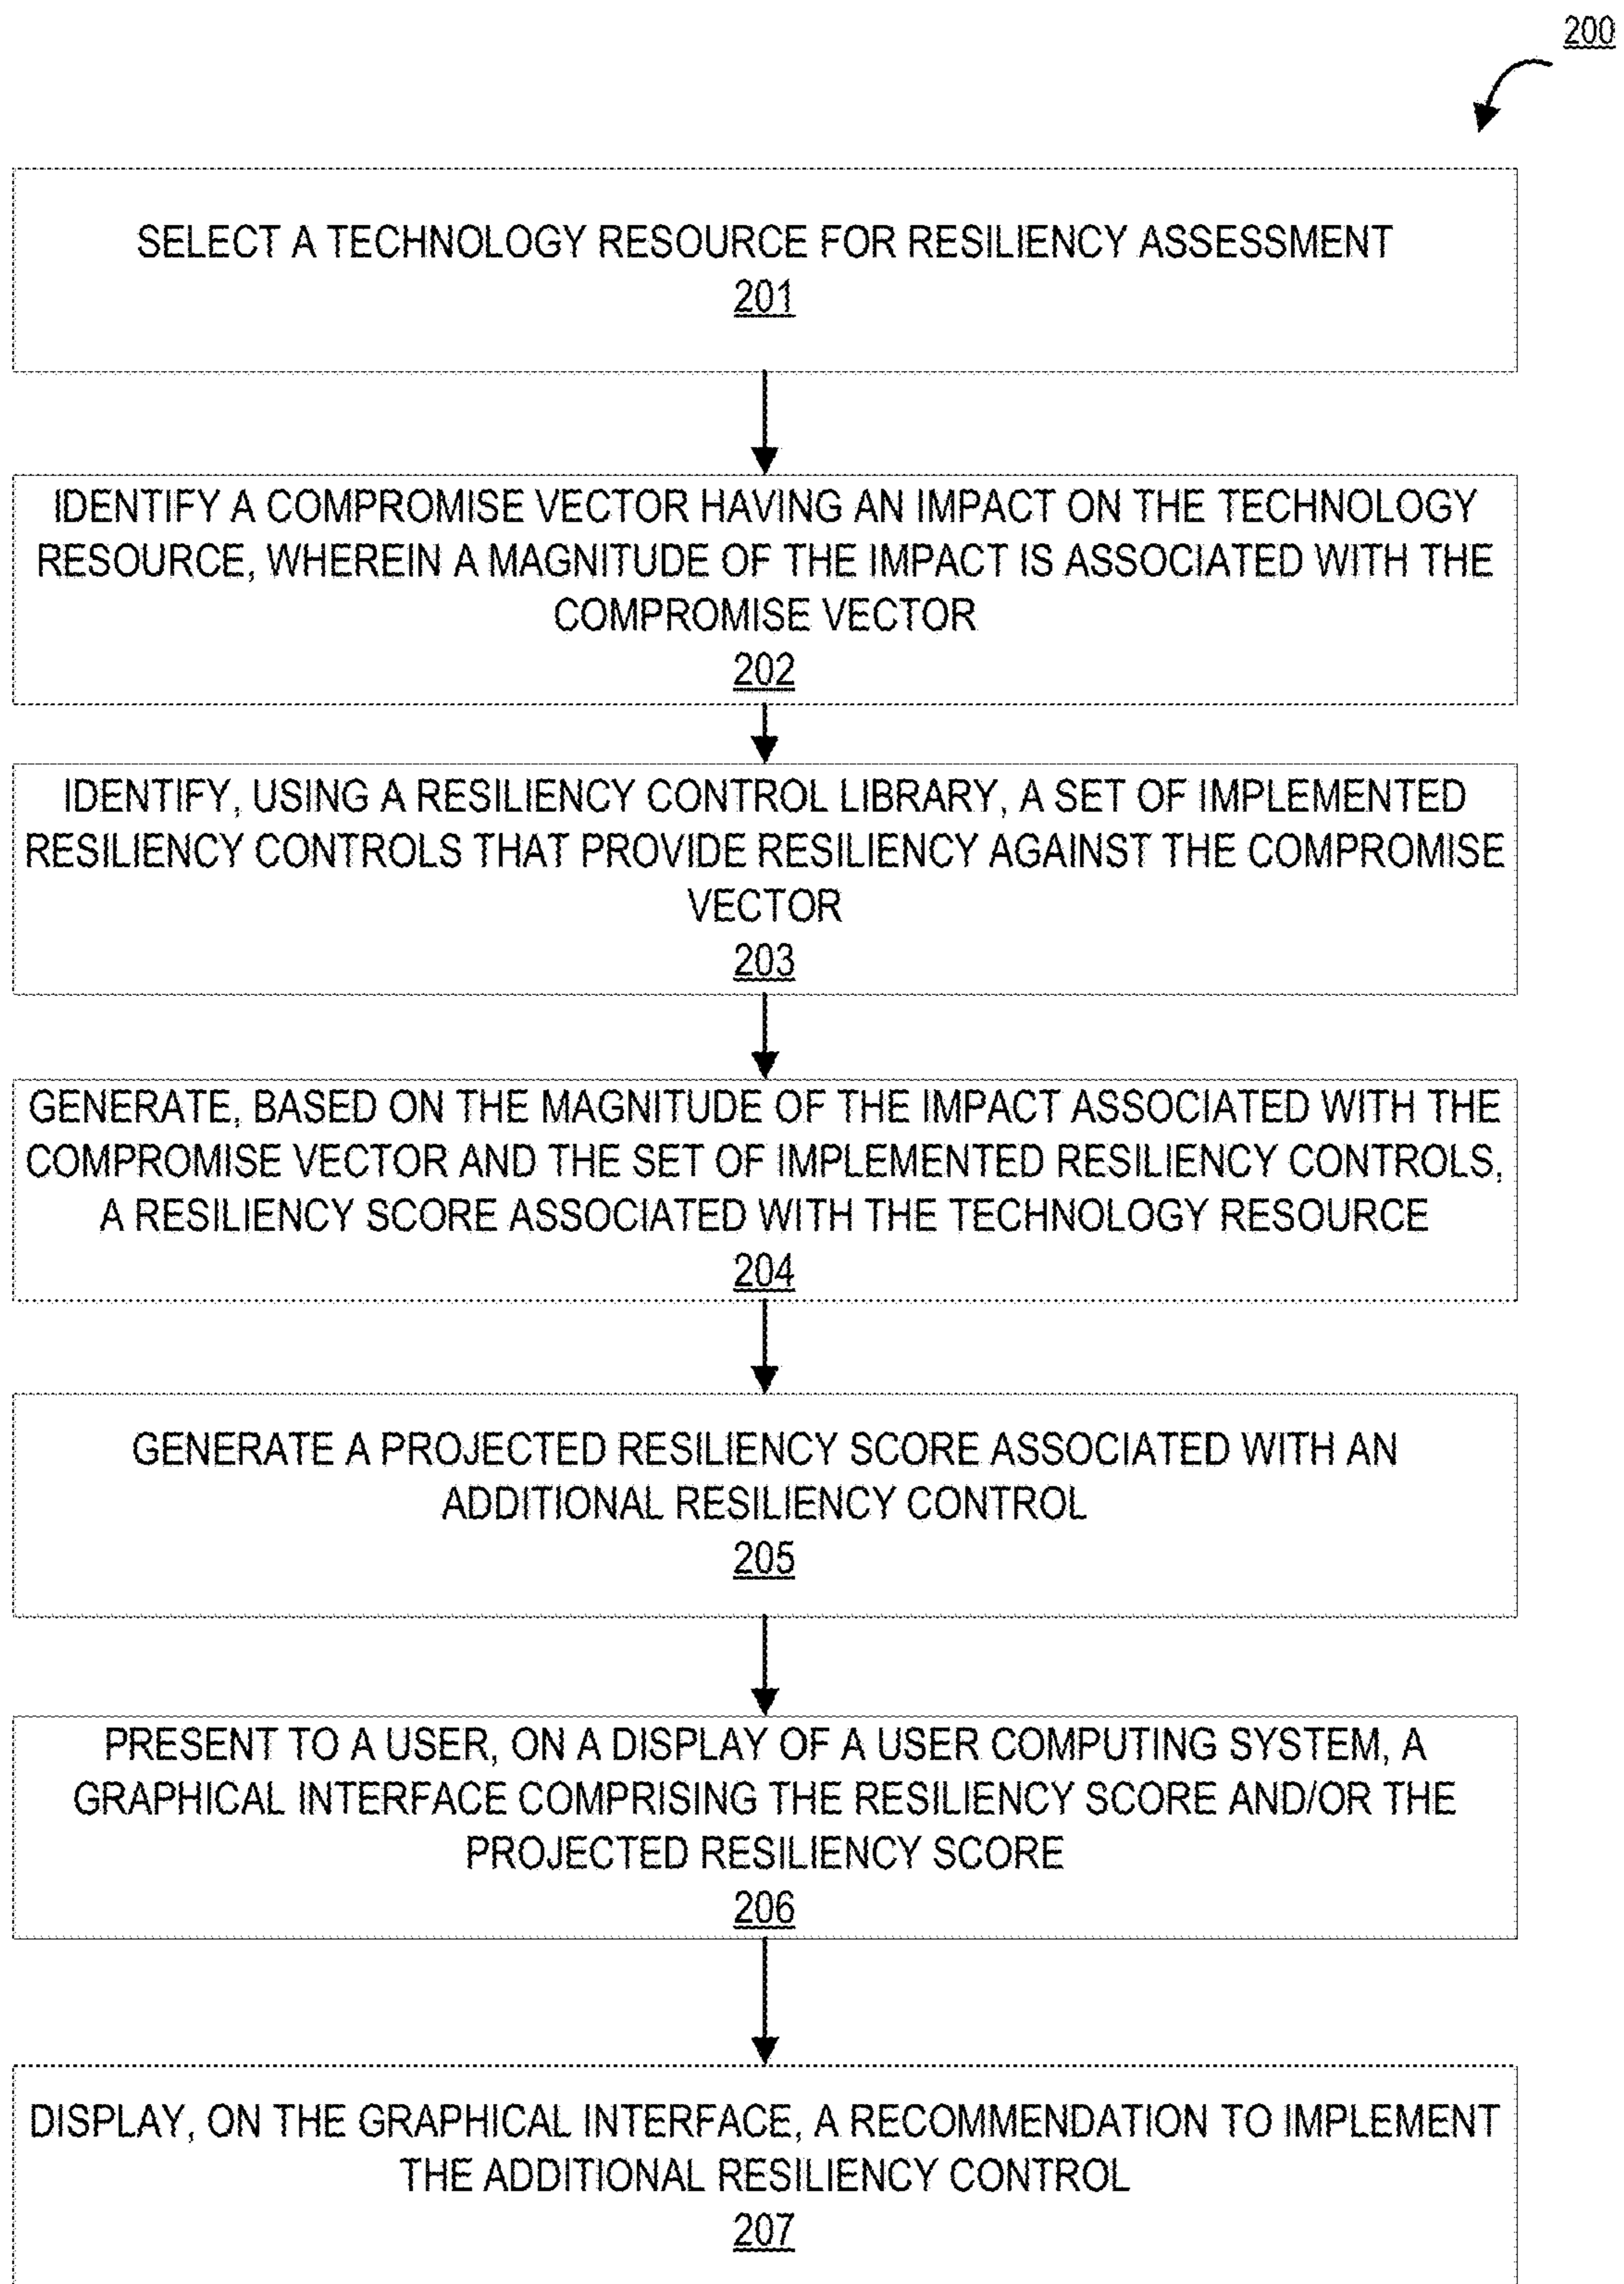 200
SELECT A TECHNOLOGY RESOURCE FOR RESILIENCY ASSESSMENT
201
IDENTIFY A COMPROMISE VECTOR HAVING AN IMPACT ON THE TECHNOLOGY
RESOURCE, WHEREIN A MAGNITUDE OF THE IMPACT IS ASSOCIATED WITH THE
COMPROMISE VECTOR
202
IDENTIFY, USING A RESILIENCY CONTROL LIBRARY, A SET OF IMPLEMENTED
RESILIENCY CONTROLS THAT PROVIDE RESILIENCY AGAINST THE COMPROMISE
VECTOR
203
GENERATE, BASED ON THE MAGNITUDE OF THE IMPACT ASSOCIATED WITH THE
COMPROMISE VECTOR AND THE SET OF IMPLEMENTED RESILIENCY CONTROLS,
A RESILIENCY SCORE ASSOCIATED WITH THE TECHNOLOGY RESOURCE
204
GENERATE A PROJECTED RESILIENCY SCORE ASSOCIATED WITH AN
ADDITIONAL RESILIENCY CONTROL
205
PRESENT TO A USER, ON A DISPLAY OF A USER COMPUTING SYSTEM, A
GRAPHICAL INTERFACE COMPRISING THE RESILIENCY SCORE AND/OR THE
PROJECTED RESILIENCY SCORE
206
DISPLAY, ON THE GRAPHICAL INTERFACE, A RECOMMENDATION TO IMPLEMENT
THE ADDITIONAL RESILIENCY CONTROL
207